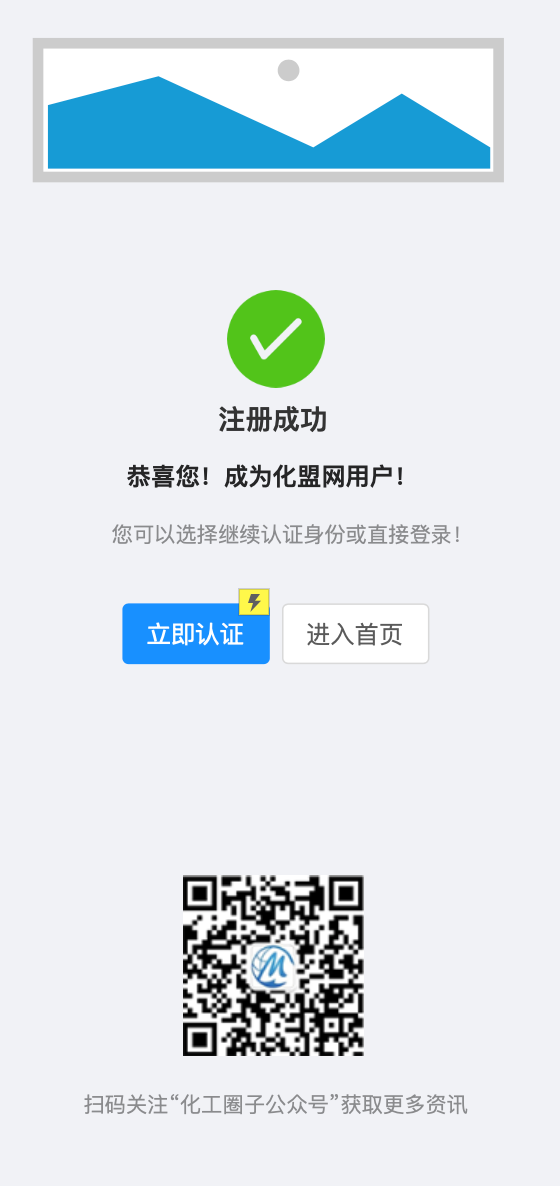 注册成功
恭喜您！成为化盟网用户！
您可以选择继续认证身份或直接登录！
立即认证
进入首页
扫码关注“化工圈子公众号”获取更多资讯